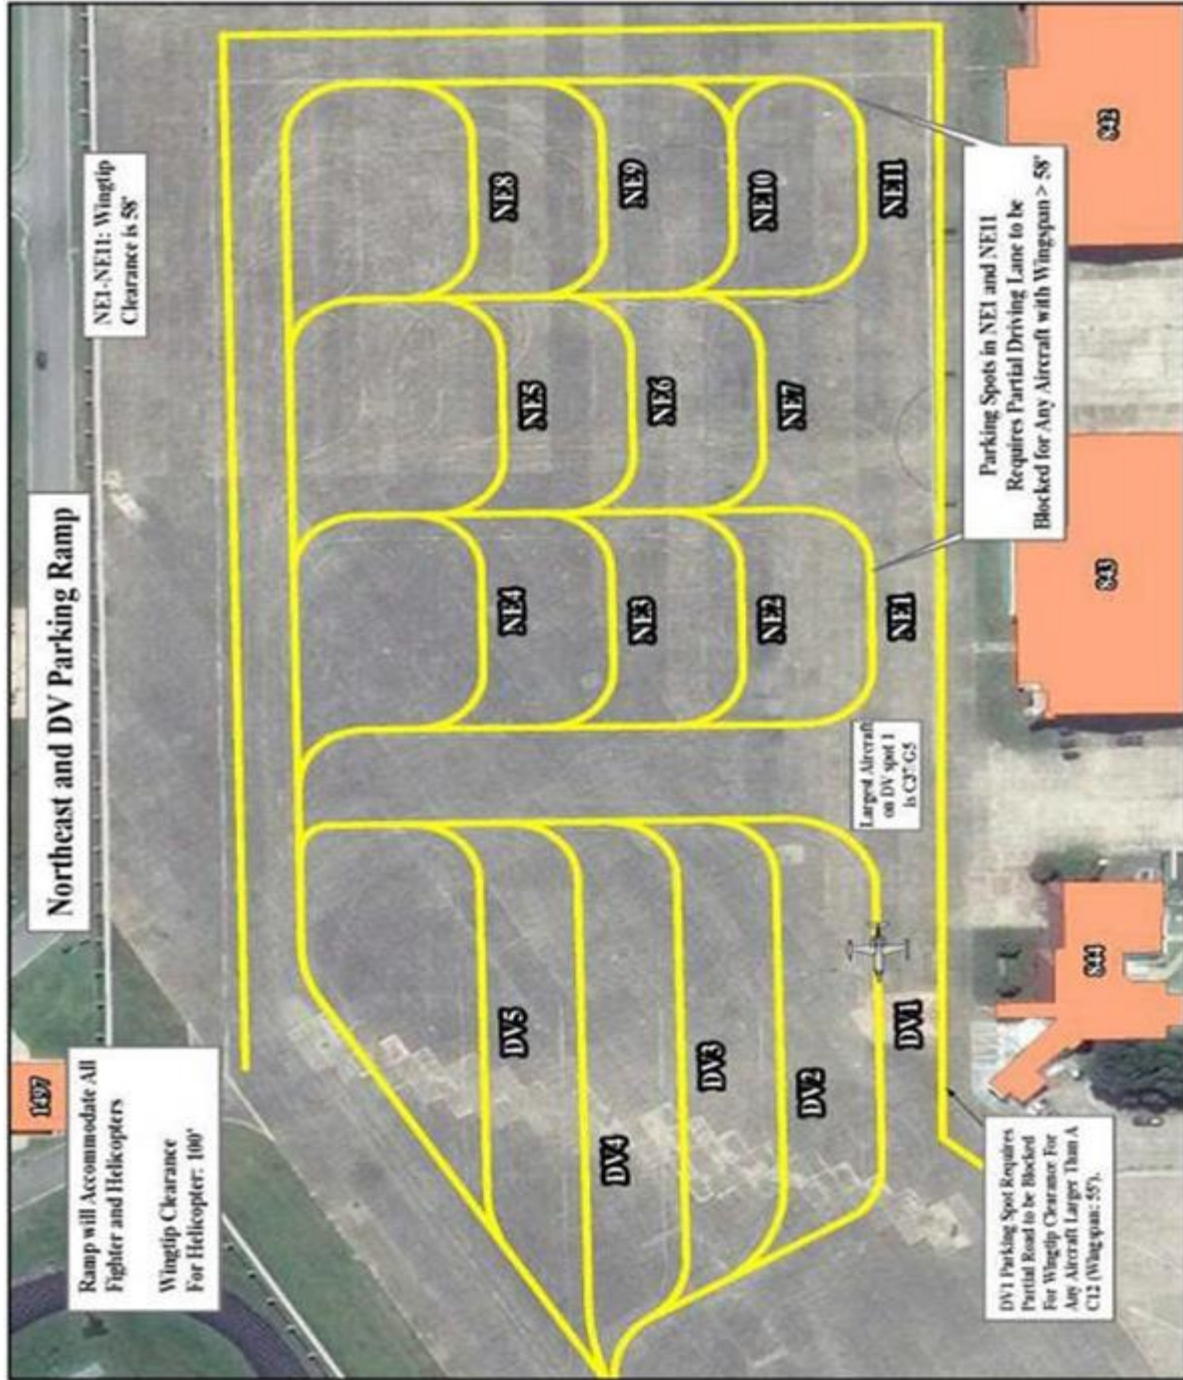 Northeast and DV Parking Ramp
1497
Ramp will Accommodate All
Fighter and Helicopters
Wingtip Clearance
For Helicopter: 100'
NE1-NE11: Wingtip
Clearance is 58'
DV5
DV4
DV3
DV2
DV1
NE4
NE3
NE2
NE1
NE5
NE6
NE7
NE8
NE9
NE10
NE11
Largest Aircraft
on DV spot 1
is C37/G5
DV1 Parking Spot Requires
Partial Road to be Blocked
For Wingtip Clearance For
Any Aircraft Larger Than A
C12 (Wingspan: 55').
Parking Spots in NE1 and NE11
Requires Partial Driving Lane to be
Blocked for Any Aircraft with Wingspan > 58'
844
843
842